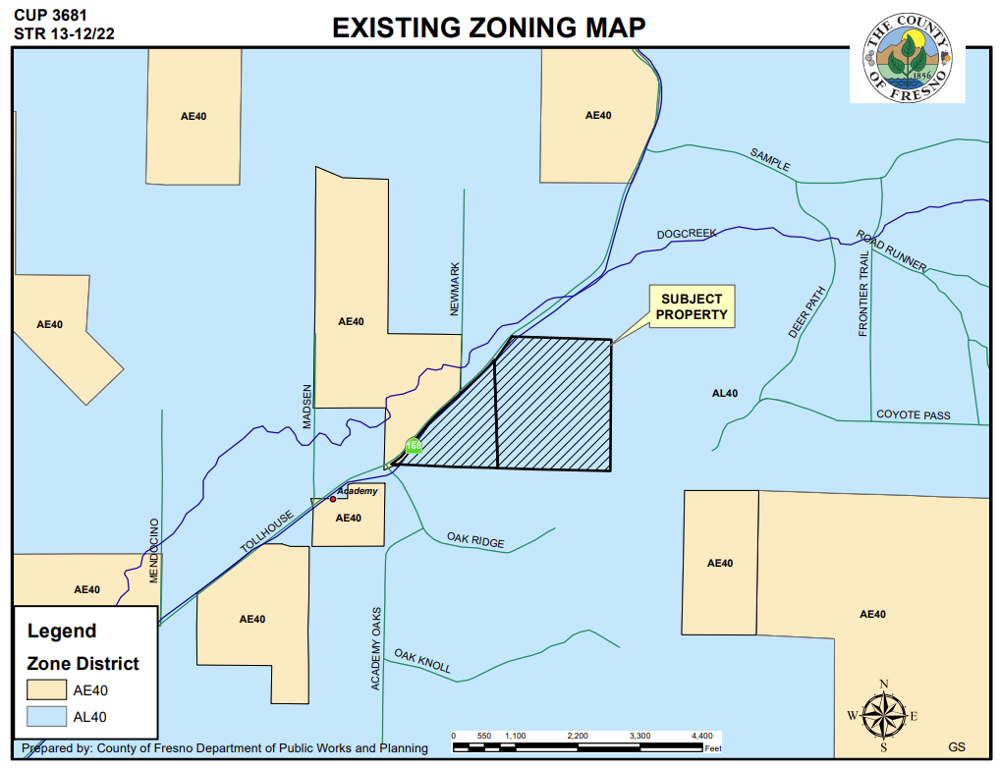 CUP 3681
STR 13-12/22
EXISTING ZONING MAP
THE COUNTY
OF FRESNO
1856
AE40
AE40
SAMPLE
DOGCREEK
ROAD RUNNER
NEWMARK
FRONTIER TRAIL
DEER PATH
SUBJECT
PROPERTY
AE40
AE40
MADSEN
AL40
COYOTE PASS
168
Academy
AE40
TOLLHOUSE
OAK RIDGE
MENDOCINO
AE40
AE40
AE40
AE40
ACADEMY OAKS
OAK KNOLL
Legend
Zone District
AE40
AL40
N
W
E
S
0 550 1,100 2,200 3,300 4,400
Feet
Prepared by: County of Fresno Department of Public Works and Planning
GS